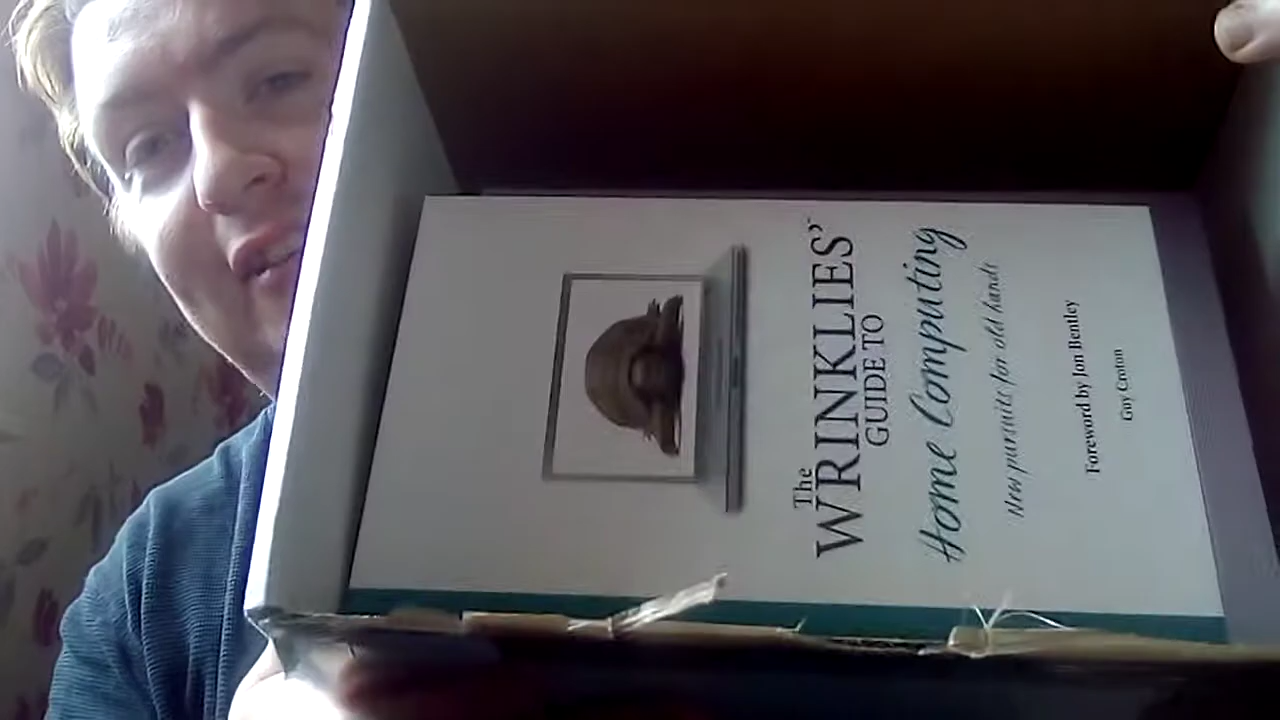 The
WRINKLIES'
GUIDE TO
Home Computing
New pursuits for old hands
Foreword by Jon Bentley
Guy Croton